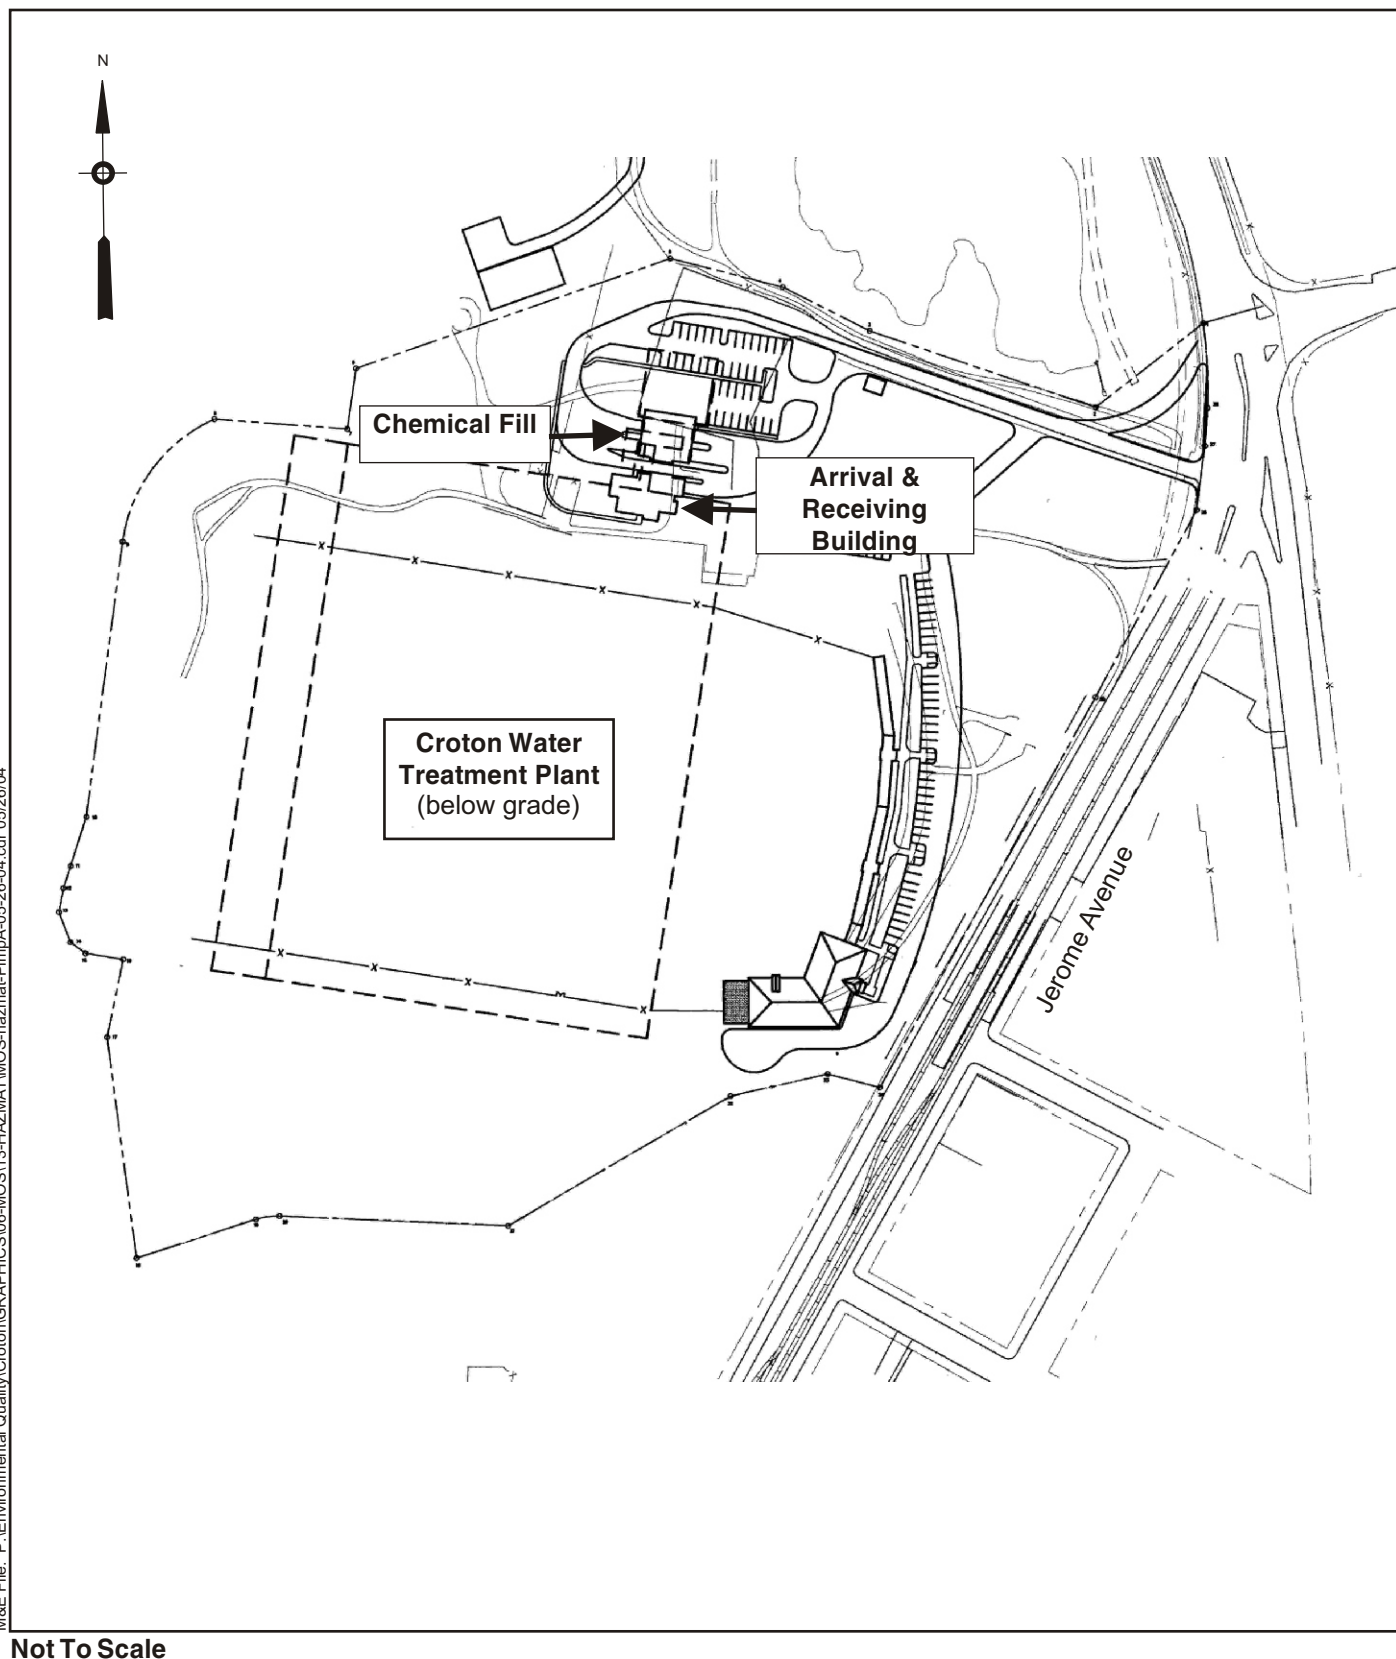 N
Chemical Fill
Arrival &
Receiving
Building
Croton Water
Treatment Plant
(below grade)
Jerome Avenue
Not To Scale